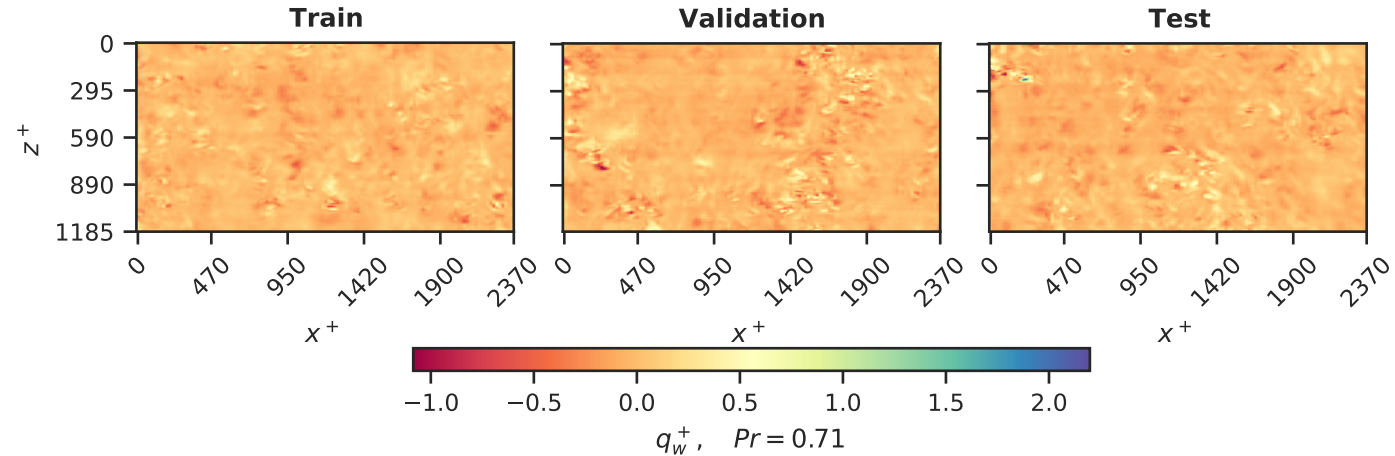 Train Validation Test
0
295
590
890
1185
z+
0 470 950 1420 1900 2370 0 470 950 1420 1900 2370 0 470 950 1420 1900 2370
x+ x+ x+
−1.0 −0.5 0.0 0.5 1.0 1.5 2.0
q_w^+, Pr = 0.71